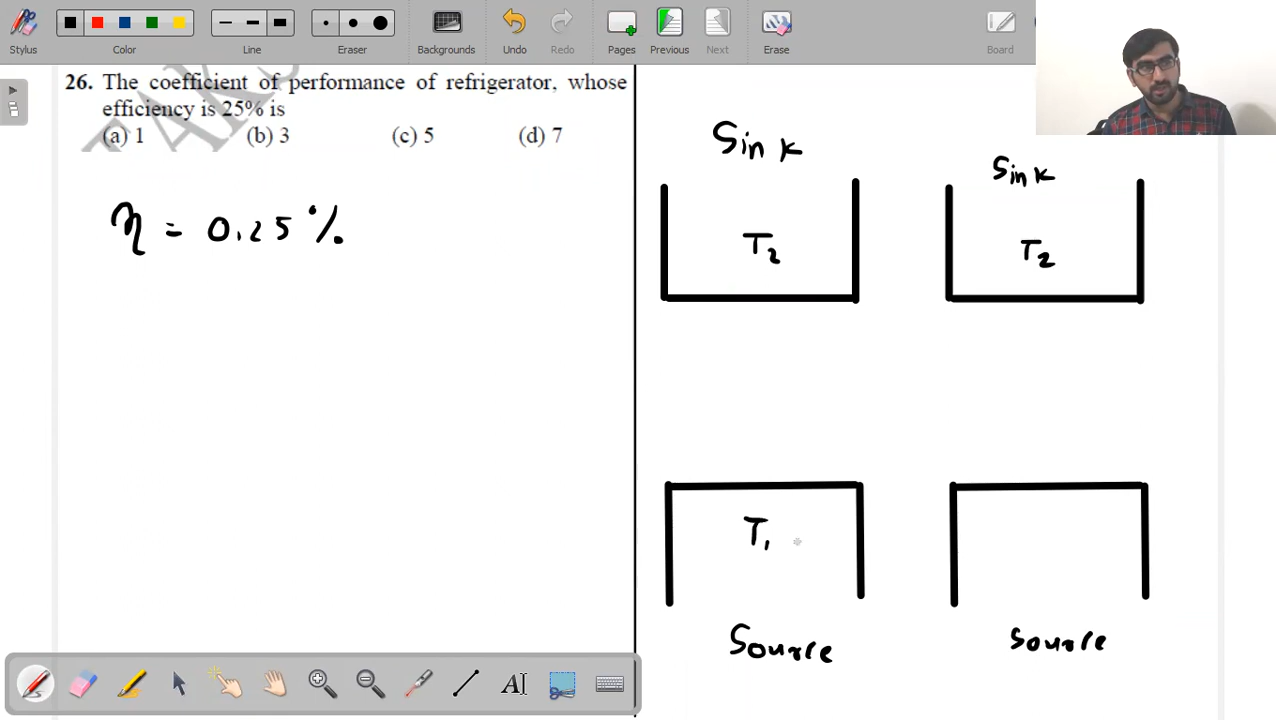 Stylus
Color
Line
Eraser
Backgrounds
Undo
Redo
Pages
Previous
Next
Erase
Board
26. The coefficient of performance of refrigerator, whose
efficiency is 25% is
(a) 1 (b) 3 (c) 5 (d) 7
η = 0.25 %
Sink
T₂
Sink
T₂
T₁
Source
Source